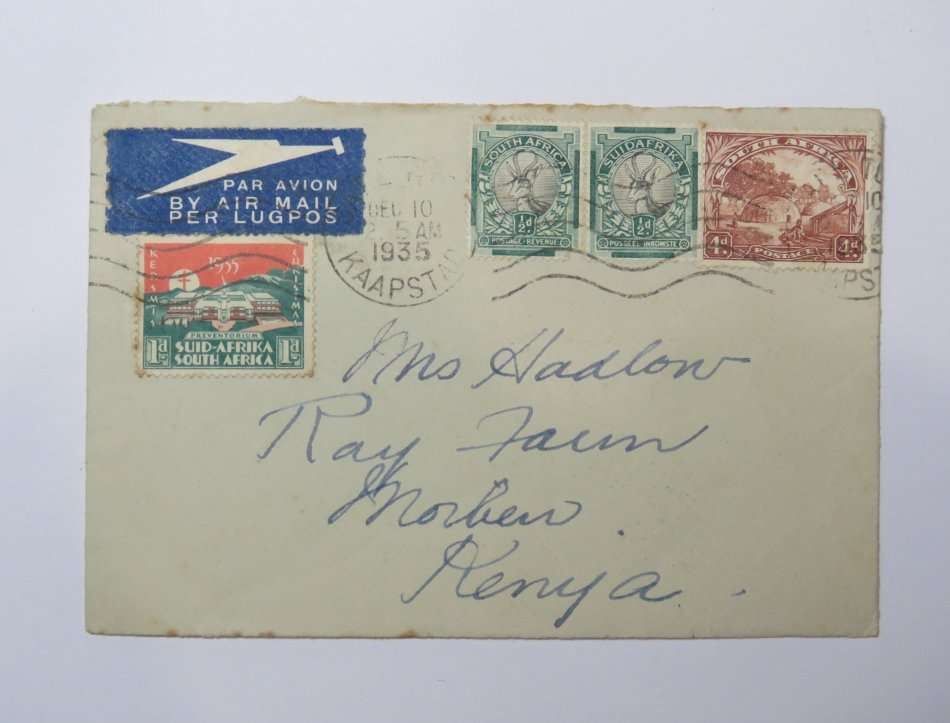 PAR AVION
BY AIR MAIL
PER LUGPOS
DEC 10
5 AM
1935
KAAPSTAD
SOUTH AFRICA
½d
POSTAGE-REVENUE
SUIDAFRIKA
½d
POSSEEL-INKOMSTE
SOUTH AFRICA
4d 4d
POSTAGE
10
KERSMIS 1935 CHRISTMAS
PREVENTORIUM
1d SUID-AFRIKA 1d
SOUTH AFRICA
Mrs Hadlow
Ray Farm
Kenya.